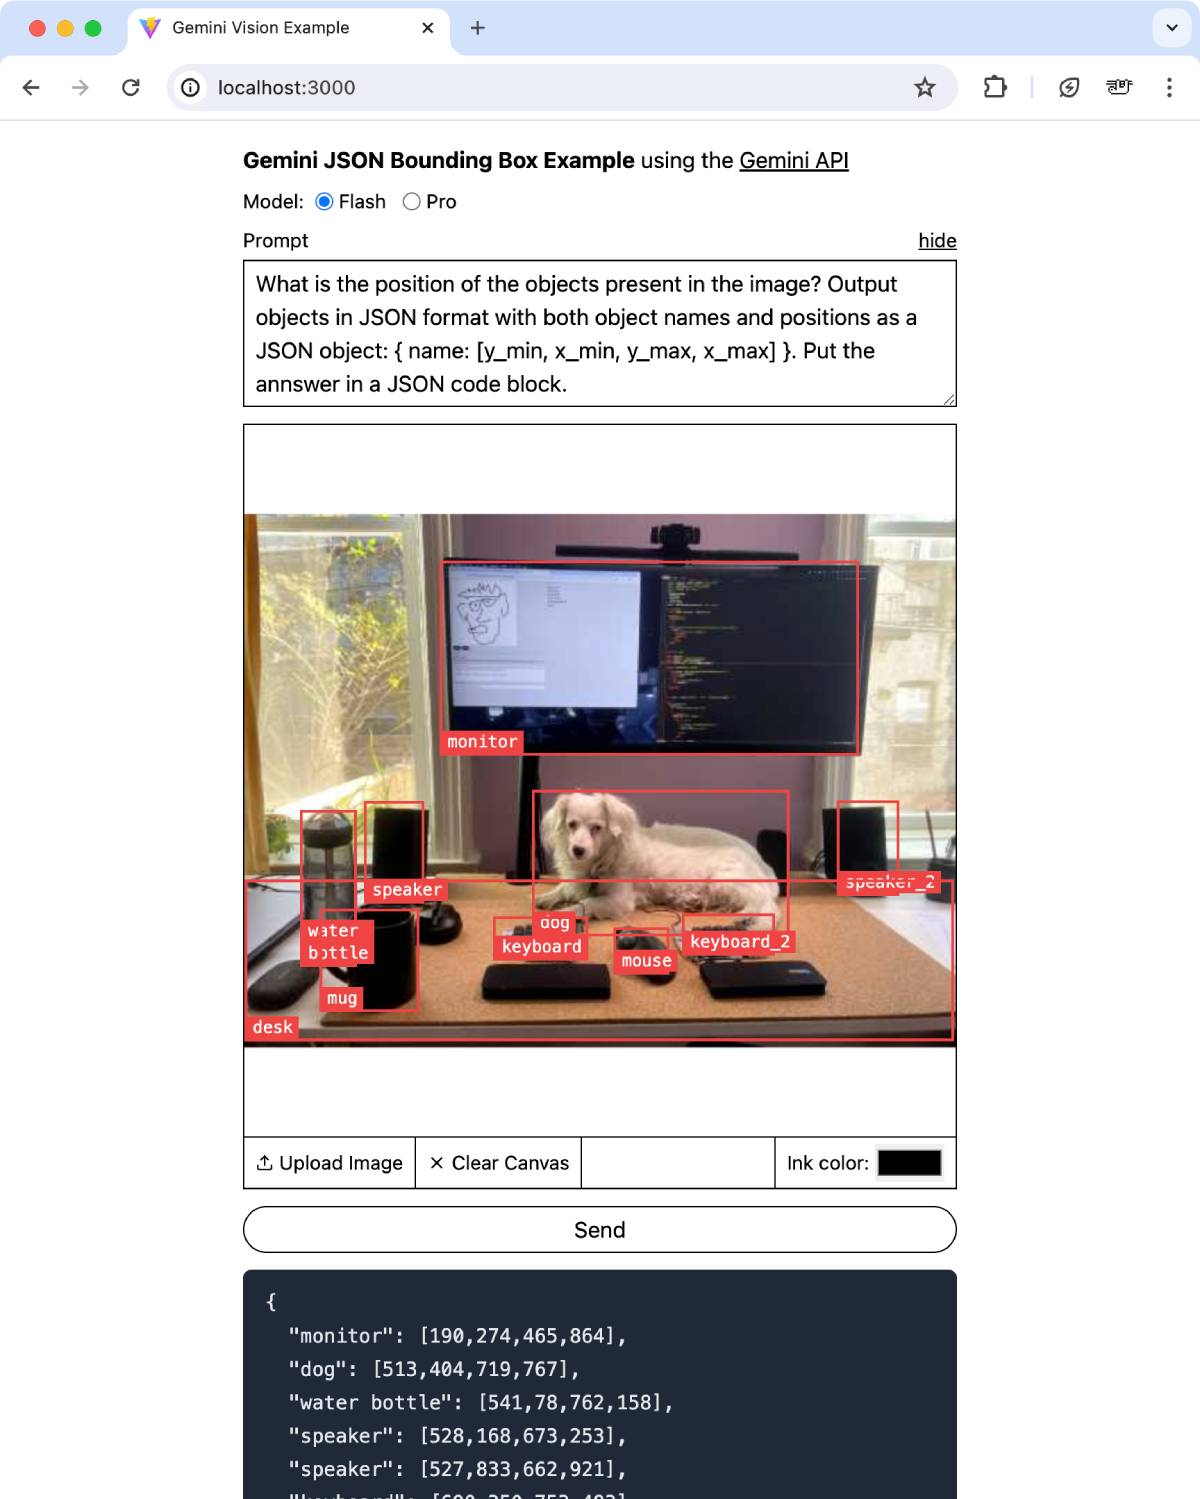 Gemini Vision Example
localhost:3000
Gemini JSON Bounding Box Example using the Gemini API
Model: Flash Pro
Prompt hide
What is the position of the objects present in the image? Output
objects in JSON format with both object names and positions as a
JSON object: { name: [y_min, x_min, y_max, x_max] }. Put the
annswer in a JSON code block.
monitor
speaker
speaker_2
water
bottle
dog
keyboard
keyboard_2
mouse
mug
desk
Upload Image
Clear Canvas
Ink color:
Send
{
"monitor": [190,274,465,864],
"dog": [513,404,719,767],
"water bottle": [541,78,762,158],
"speaker": [528,168,673,253],
"speaker": [527,833,662,921],